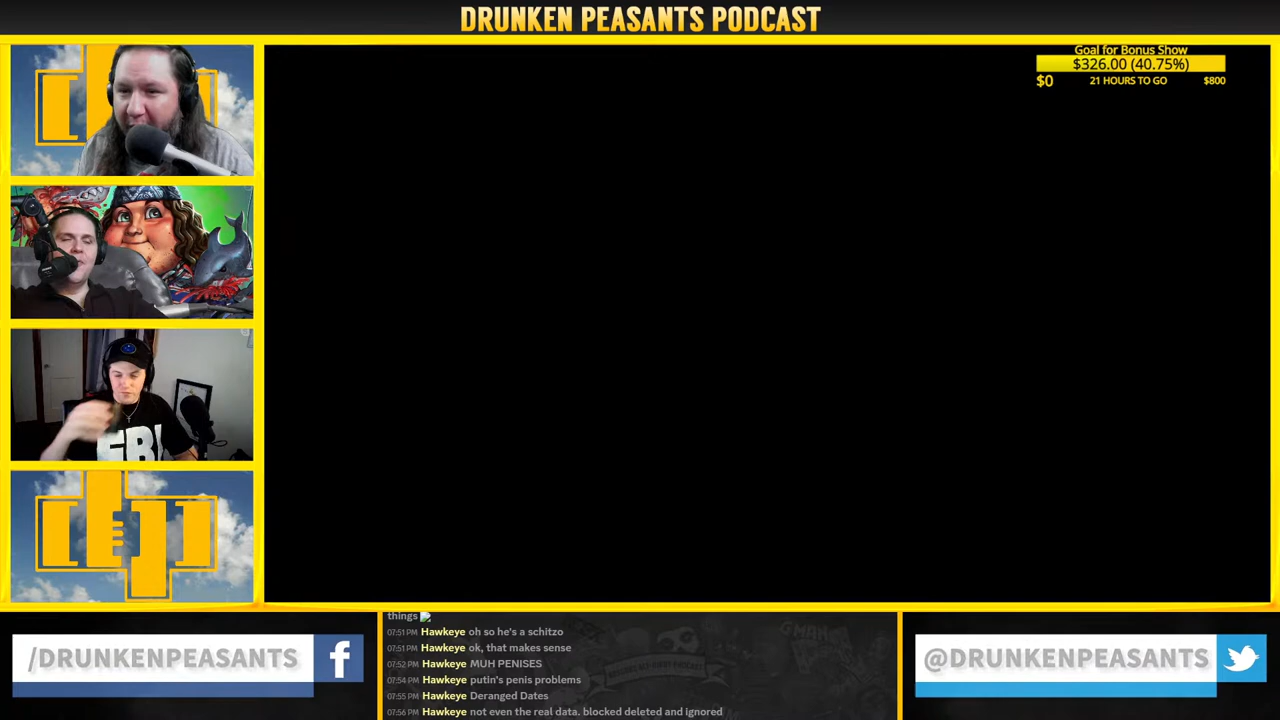 DRUNKEN PEASANTS PODCAST
Goal for Bonus Show
$326.00 (40.75%)
$0 21 HOURS TO GO $800
things
07:51 PM Hawkeye oh so he's a schitzo
07:51 PM Hawkeye ok, that makes sense
07:52 PM Hawkeye MUH PENISES
07:54 PM Hawkeye putin's penis problems
07:55 PM Hawkeye Deranged Dates
07:56 PM Hawkeye not even the real data. blocked deleted and ignored
/DRUNKENPEASANTS
@DRUNKENPEASANTS